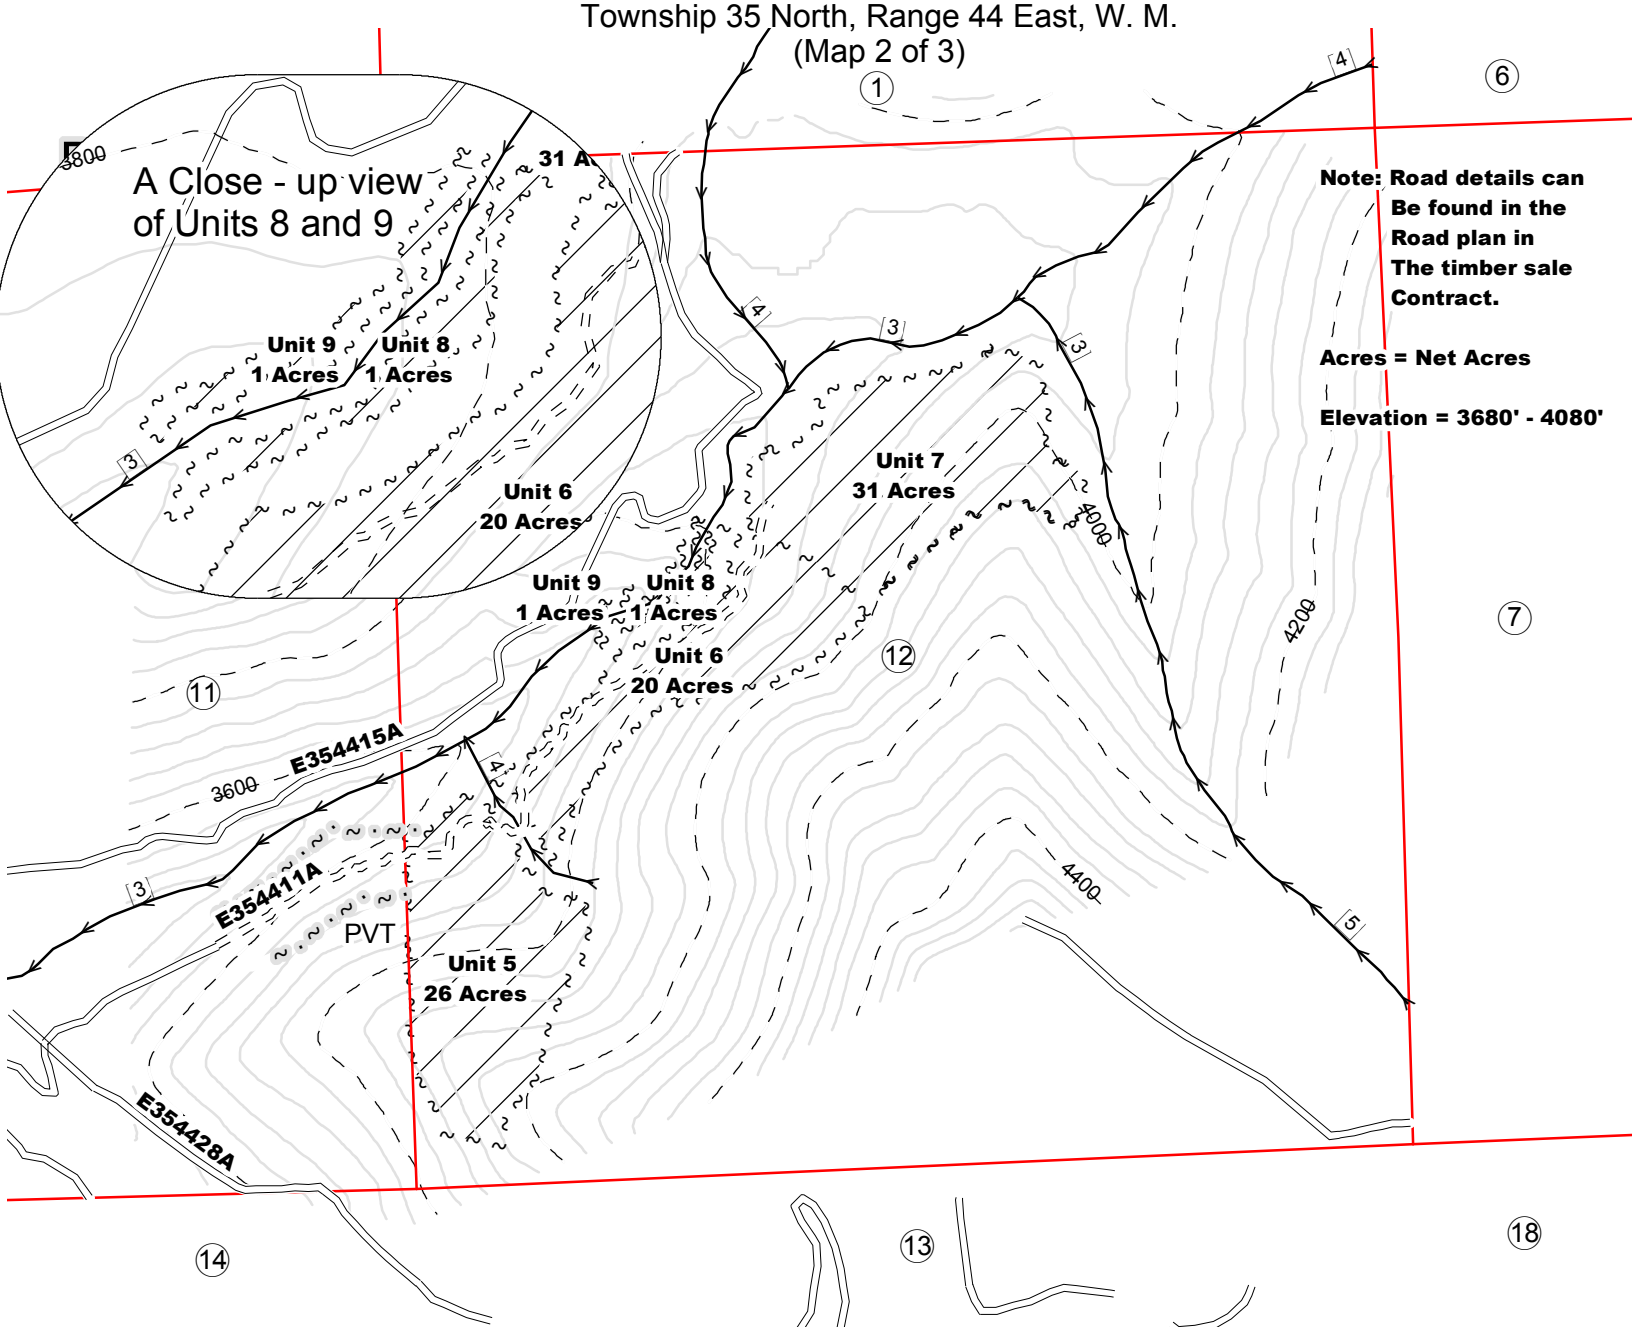 Township 35 North, Range 44 East, W. M.
(Map 2 of 3)
1
4
6
3800
31 Ac
A Close - up view
of Units 8 and 9
Note: Road details can
Be found in the
Road plan in
The timber sale
Contract.
Acres = Net Acres
Elevation = 3680' - 4080'
4
3
3
Unit 9
1 Acres
Unit 8
1 Acres
3
Unit 6
20 Acres
Unit 7
31 Acres
4000
Unit 9
1 Acres
Unit 8
1 Acres
4200
7
Unit 6
20 Acres
12
11
E354415A
3600
4
E354411A
3
4400
PVT
5
Unit 5
26 Acres
E354428A
14
13
18